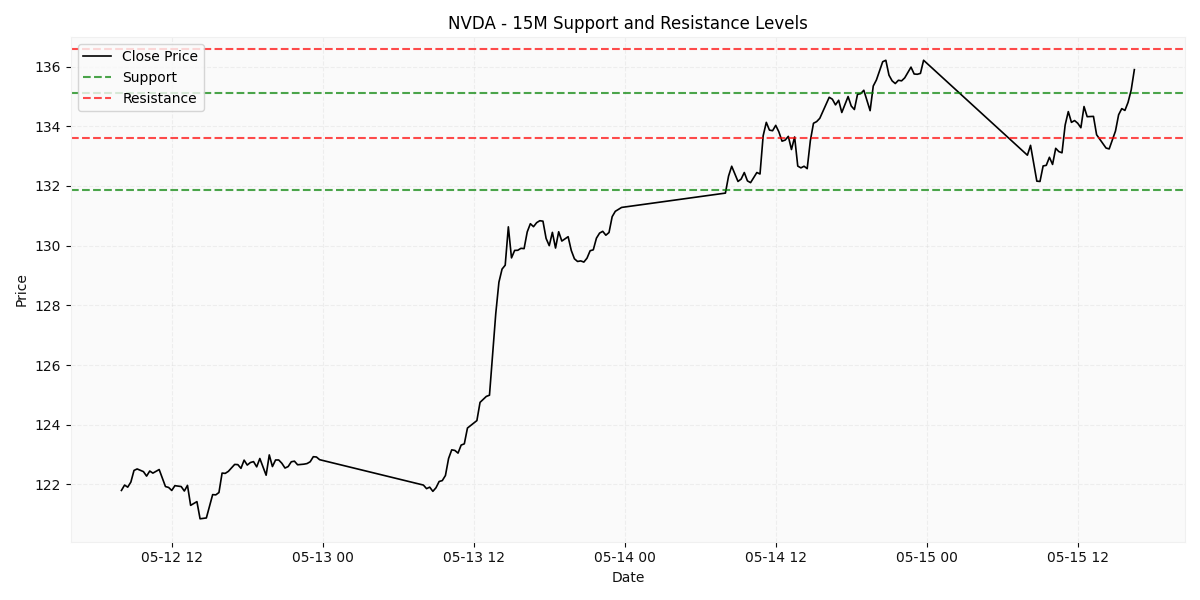 NVDA - 15M Support and Resistance Levels
Close Price
Support
Resistance
Price
136
134
132
130
128
126
124
122
05-12 12
05-13 00
05-13 12
05-14 00
05-14 12
05-15 00
05-15 12
Date